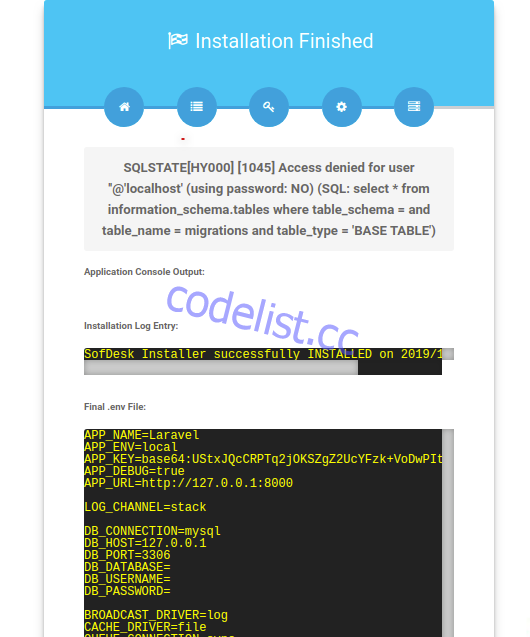 Installation Finished
SQLSTATE[HY000] [1045] Access denied for user
''@'localhost' (using password: NO) (SQL: select * from
information_schema.tables where table_schema = and
table_name = migrations and table_type = 'BASE TABLE')
Application Console Output:
codelist.cc
Installation Log Entry:
SofDesk Installer successfully INSTALLED on 2019/1
Final .env File:
APP_NAME=Laravel
APP_ENV=local
APP_KEY=base64:UStxJQcCRPTq2jOKSZgZ2UcYFzk+VoDwPIt
APP_DEBUG=true
APP_URL=http://127.0.0.1:8000
LOG_CHANNEL=stack
DB_CONNECTION=mysql
DB_HOST=127.0.0.1
DB_PORT=3306
DB_DATABASE=
DB_USERNAME=
DB_PASSWORD=
BROADCAST_DRIVER=log
CACHE_DRIVER=file